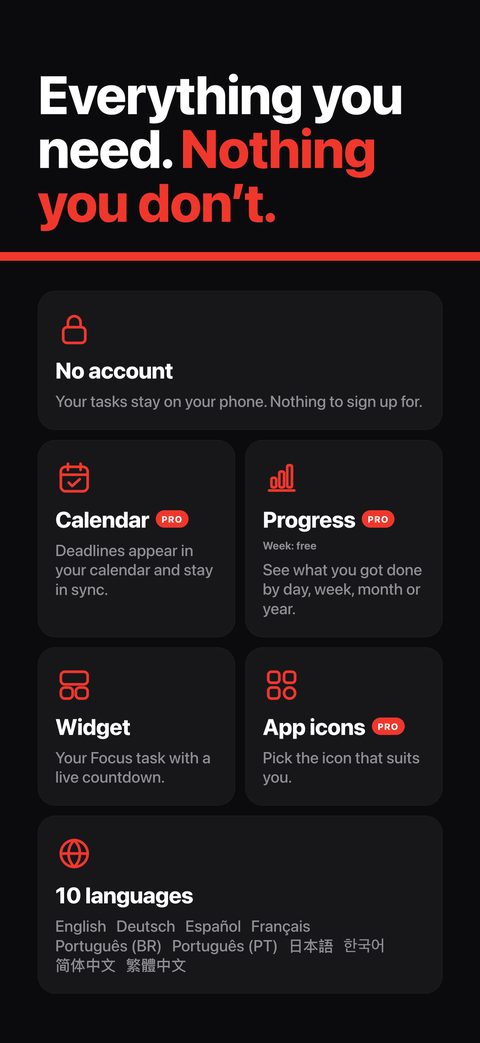 Everything you
need. Nothing
you don’t.
No account
Your tasks stay on your phone. Nothing to sign up for.
Calendar PRO
Deadlines appear in
your calendar and stay
in sync.
Progress PRO
Week: free
See what you got done
by day, week, month or
year.
Widget
Your Focus task with a
live countdown.
App icons PRO
Pick the icon that suits
you.
10 languages
English Deutsch Español Français
Português (BR) Português (PT) 日本語 한국어
简体中文 繁體中文